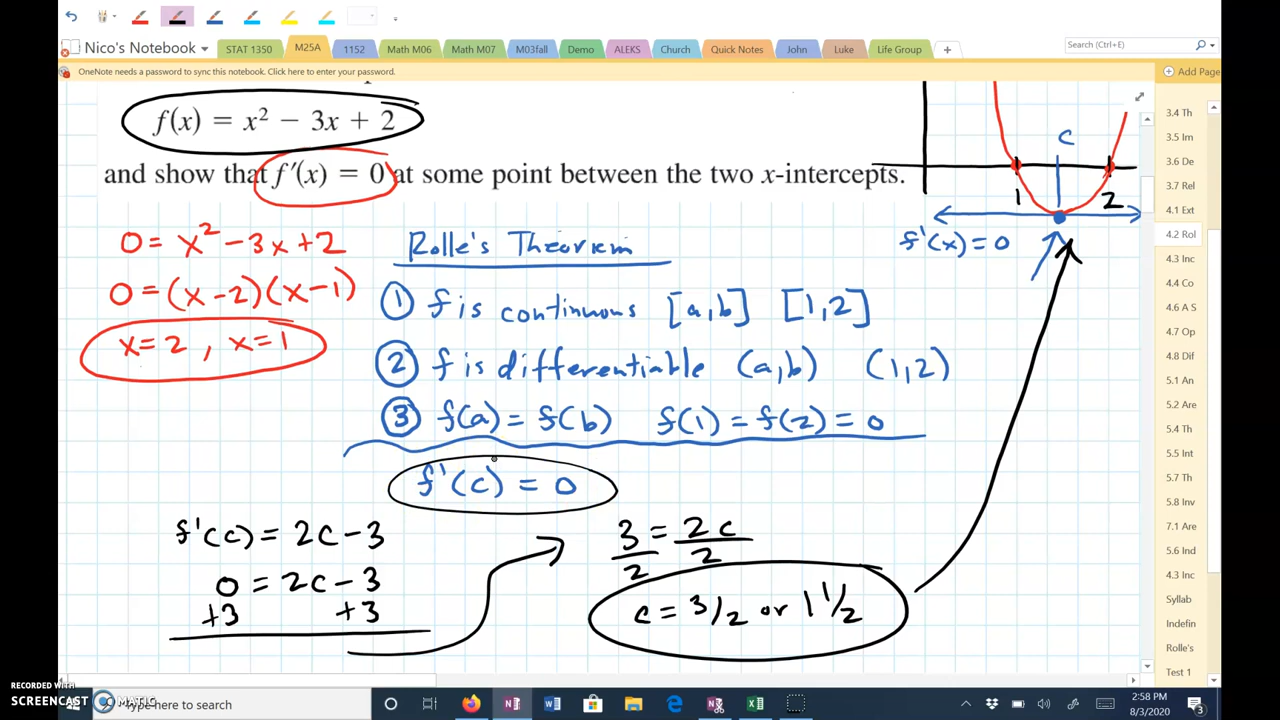 Nico's Notebook STAT 1350 M25A 1152 Math M06 Math M07 M03fall Demo ALEKS Church Quick Notes John Luke Life Group + Search (Ctrl+E)
OneNote needs a password to sync this notebook. Click here to enter your password.
Add Page
f(x) = x² − 3x + 2
and show that f′(x) = 0 at some point between the two x-intercepts.
c
1 2
f'(x) = 0
0 = x² − 3x + 2
0 = (x − 2)(x − 1)
x = 2 , x = 1
Rolle's Theorem
① f is continuous [a,b] [1,2]
② f is differentiable (a,b) (1,2)
③ f(a) = f(b) f(1) = f(2) = 0
f'(c) = 0
f'(c) = 2c − 3
0 = 2c − 3
+3 +3
3 = 2c
2 2
c = 3/2 or 1 1/2
3.4 Th
3.5 Im
3.6 De
3.7 Rel
4.1 Ext
4.2 Rol
4.3 Inc
4.4 Co
4.6 A S
4.7 Op
4.8 Dif
5.1 An
5.2 Are
5.4 Th
5.5 Int
5.7 Th
5.8 Inv
7.1 Are
5.6 Ind
4.3 Inc
Syllab
Indefin
Rolle's
Test 1
RECORDED WITH
SCREENCAST MATIC
Type here to search
2:58 PM
8/3/2020
3